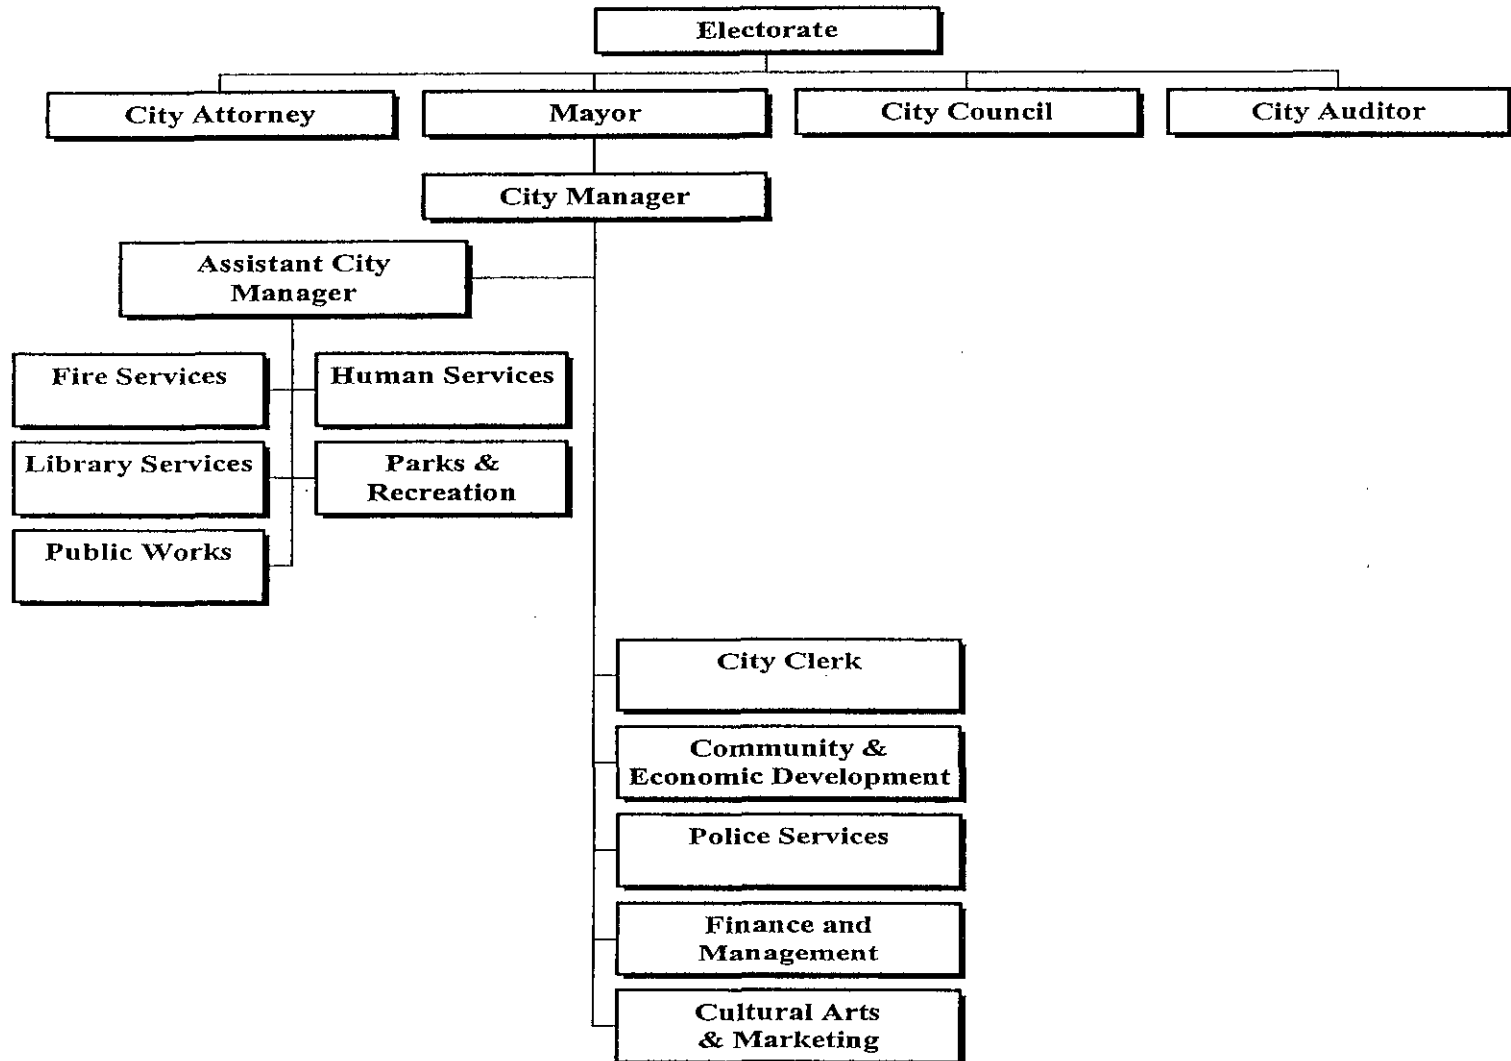 Electorate
City Attorney
Mayor
City Council
City Auditor
City Manager
Assistant City
Manager
Fire Services
Human Services
Library Services
Parks &
Recreation
Public Works
City Clerk
Community &
Economic Development
Police Services
Finance and
Management
Cultural Arts
& Marketing